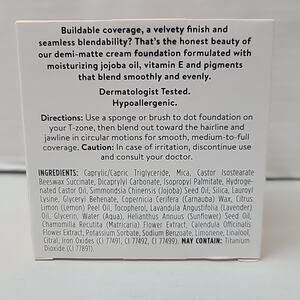 Buildable coverage, a velvety finish and
seamless blendability? That's the honest beauty of
our demi-matte cream foundation formulated with
moisturizing jojoba oil, vitamin E and pigments
that blend smoothly and evenly.
Dermatologist Tested.
Hypoallergenic.
Directions: Use a sponge or brush to dot foundation on
your T-zone, then blend out toward the hairline and
jawline in circular motions for smooth, medium-to-full
coverage. Caution: In case of irritation, discontinue use
and consult your doctor.
INGREDIENTS: Caprylic/Capric Triglyceride, Mica, Castor Isostearate
Beeswax Succinate, Dicaprylyl Carbonate, Isopropyl Palmitate, Hydroge-
nated Castor Oil, Simmondsia Chinensis (Jojoba) Seed Oil, Silica, Lauroyl
Lysine, Glyceryl Behenate, Copernicia Cerifera (Carnauba) Wax, Citrus
Limon (Lemon) Peel Oil, Tocopherol, Lavandula Angustifolia (Lavender)
Oil, Glycerin, Water (Aqua), Helianthus Annuus (Sunflower) Seed Oil,
Chamomilla Recutita (Matricaria) Flower Extract, Calendula Officinalis
Flower Extract, Potassium Sorbate, Sodium Benzoate, Limonene, Linalool,
Citral, Iron Oxides (CI 77491, CI 77492, CI 77499). MAY CONTAIN: Titanium
Dioxide (CI 77891)